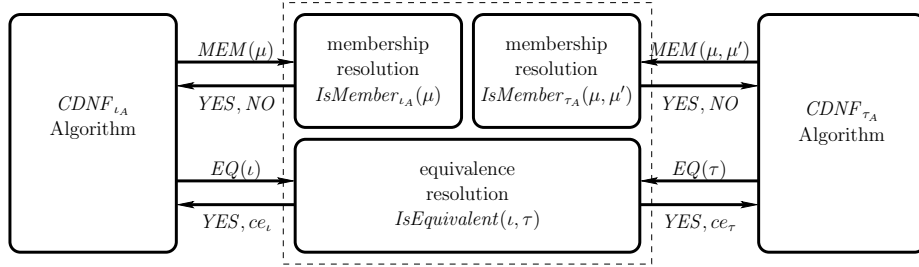 CDNF_{ι_A}
Algorithm
MEM(μ)
YES, NO
EQ(ι)
YES, ce_ι
membership
resolution
IsMember_{ι_A}(μ)
membership
resolution
IsMember_{τ_A}(μ, μ′)
equivalence
resolution
IsEquivalent(ι, τ)
MEM(μ, μ′)
YES, NO
EQ(τ)
YES, ce_τ
CDNF_{τ_A}
Algorithm